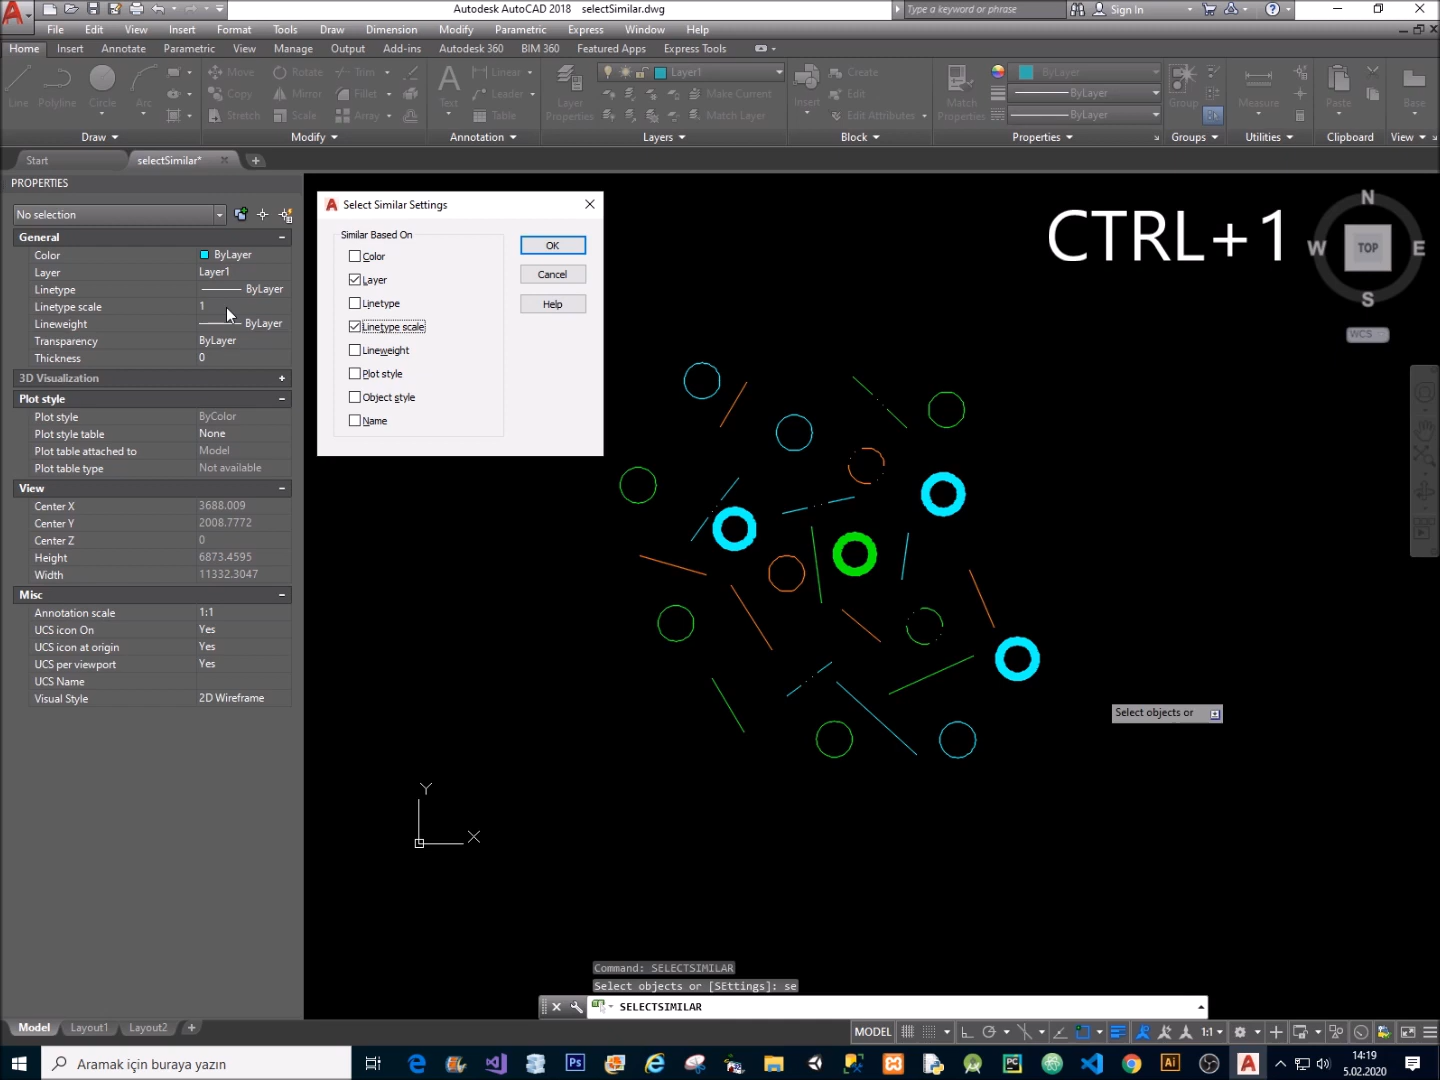 Autodesk AutoCAD 2018 selectSimilar.dwg
Type a keyword or phrase
Sign In
File Edit View Insert Format Tools Draw Dimension Modify Parametric Express Window Help
Home Insert Annotate Parametric View Manage Output Add-ins Autodesk 360 BIM 360 Featured Apps Express Tools
Line Polyline Circle Arc
Move Rotate Trim
Copy Mirror Fillet
Stretch Scale Array
Text Linear
Leader
Table
Layer Properties
Layer1
Make Current
Match Layer
Insert Create
Edit
Edit Attributes
Match Properties
ByLayer
ByLayer
ByLayer
Group Measure Paste Base
Draw Modify Annotation Layers Block Properties Groups Utilities Clipboard View
Start selectSimilar*
PROPERTIES
No selection
General
Color ByLayer
Layer Layer1
Linetype ByLayer
Linetype scale 1
Lineweight ByLayer
Transparency ByLayer
Thickness 0
3D Visualization
Plot style
Plot style ByColor
Plot style table None
Plot table attached to Model
Plot table type Not available
View
Center X 3688.009
Center Y 2008.7772
Center Z 0
Height 6873.4595
Width 11332.3047
Misc
Annotation scale 1:1
UCS icon On Yes
UCS icon at origin Yes
UCS per viewport Yes
UCS Name
Visual Style 2D Wireframe
Select Similar Settings
Similar Based On
Color
Layer
Linetype
Linetype scale
Lineweight
Plot style
Object style
Name
OK
Cancel
Help
CTRL+1
N
W TOP E
S
WCS
Select objects or
Y
X
Command: SELECTSIMILAR
Select objects or [SEttings]: se
SELECTSIMILAR
Model Layout1 Layout2
MODEL 1:1
Aramak için buraya yazın
14:19
5.02.2020